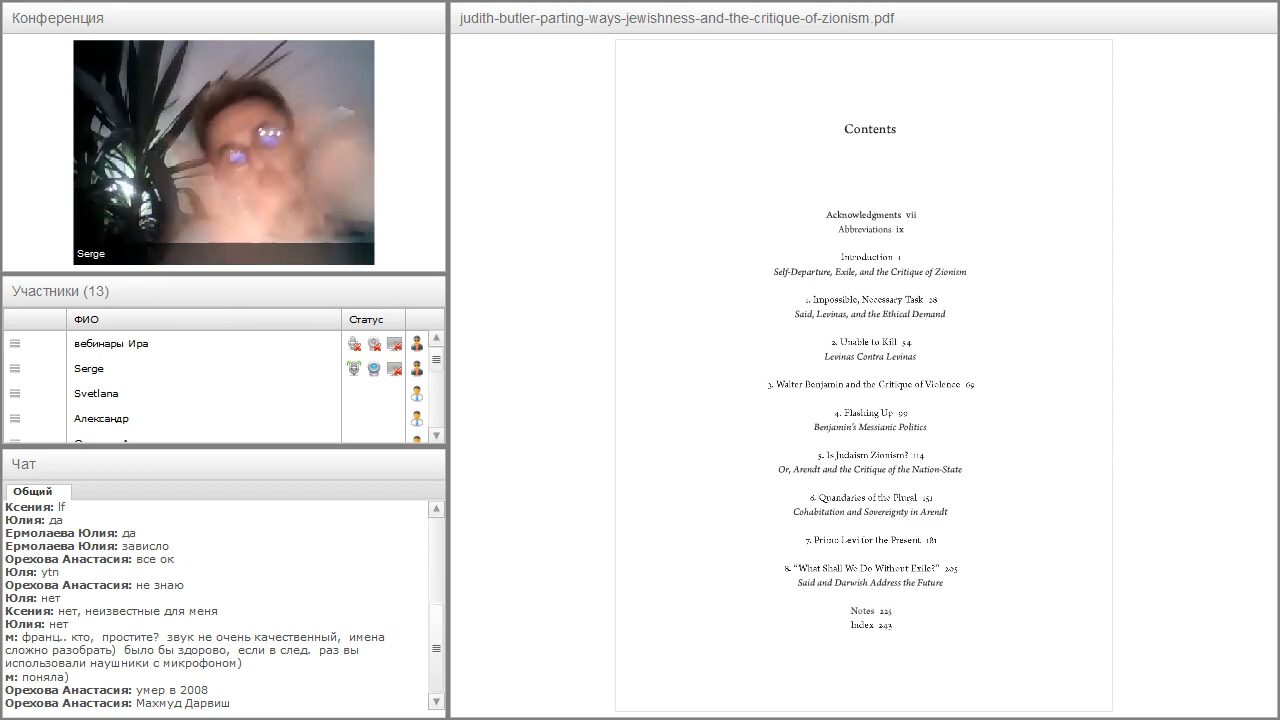 Конференция
Serge
Участники (13)
ФИО
Статус
вебинары Ира
Serge
Svetlana
Александр
Чат
Общий
Ксения: lf
Юлия: да
Ермолаева Юлия: да
Ермолаева Юлия: зависло
Орехова Анастасия: все ок
Юля: ytn
Орехова Анастасия: не знаю
Юля: нет
Ксения: нет, неизвестные для меня
Юлия: нет
м: франц.. кто, простите? звук не очень качественный, имена
сложно разобрать) было бы здорово, если в след. раз вы
использовали наушники с микрофоном)
м: поняла)
Орехова Анастасия: умер в 2008
Орехова Анастасия: Махмуд Дарвиш
judith-butler-parting-ways-jewishness-and-the-critique-of-zionism.pdf
Contents
Acknowledgments vii
Abbreviations ix
Introduction 1
Self-Departure, Exile, and the Critique of Zionism
1. Impossible, Necessary Task 28
Said, Levinas, and the Ethical Demand
2. Unable to Kill 54
Levinas Contra Levinas
3. Walter Benjamin and the Critique of Violence 69
4. Flashing Up 99
Benjamin's Messianic Politics
5. Is Judaism Zionism? 114
Or, Arendt and the Critique of the Nation-State
6. Quandaries of the Plural 151
Cohabitation and Sovereignty in Arendt
7. Primo Levi for the Present 181
8. “What Shall We Do Without Exile?” 205
Said and Darwish Address the Future
Notes 225
Index 243